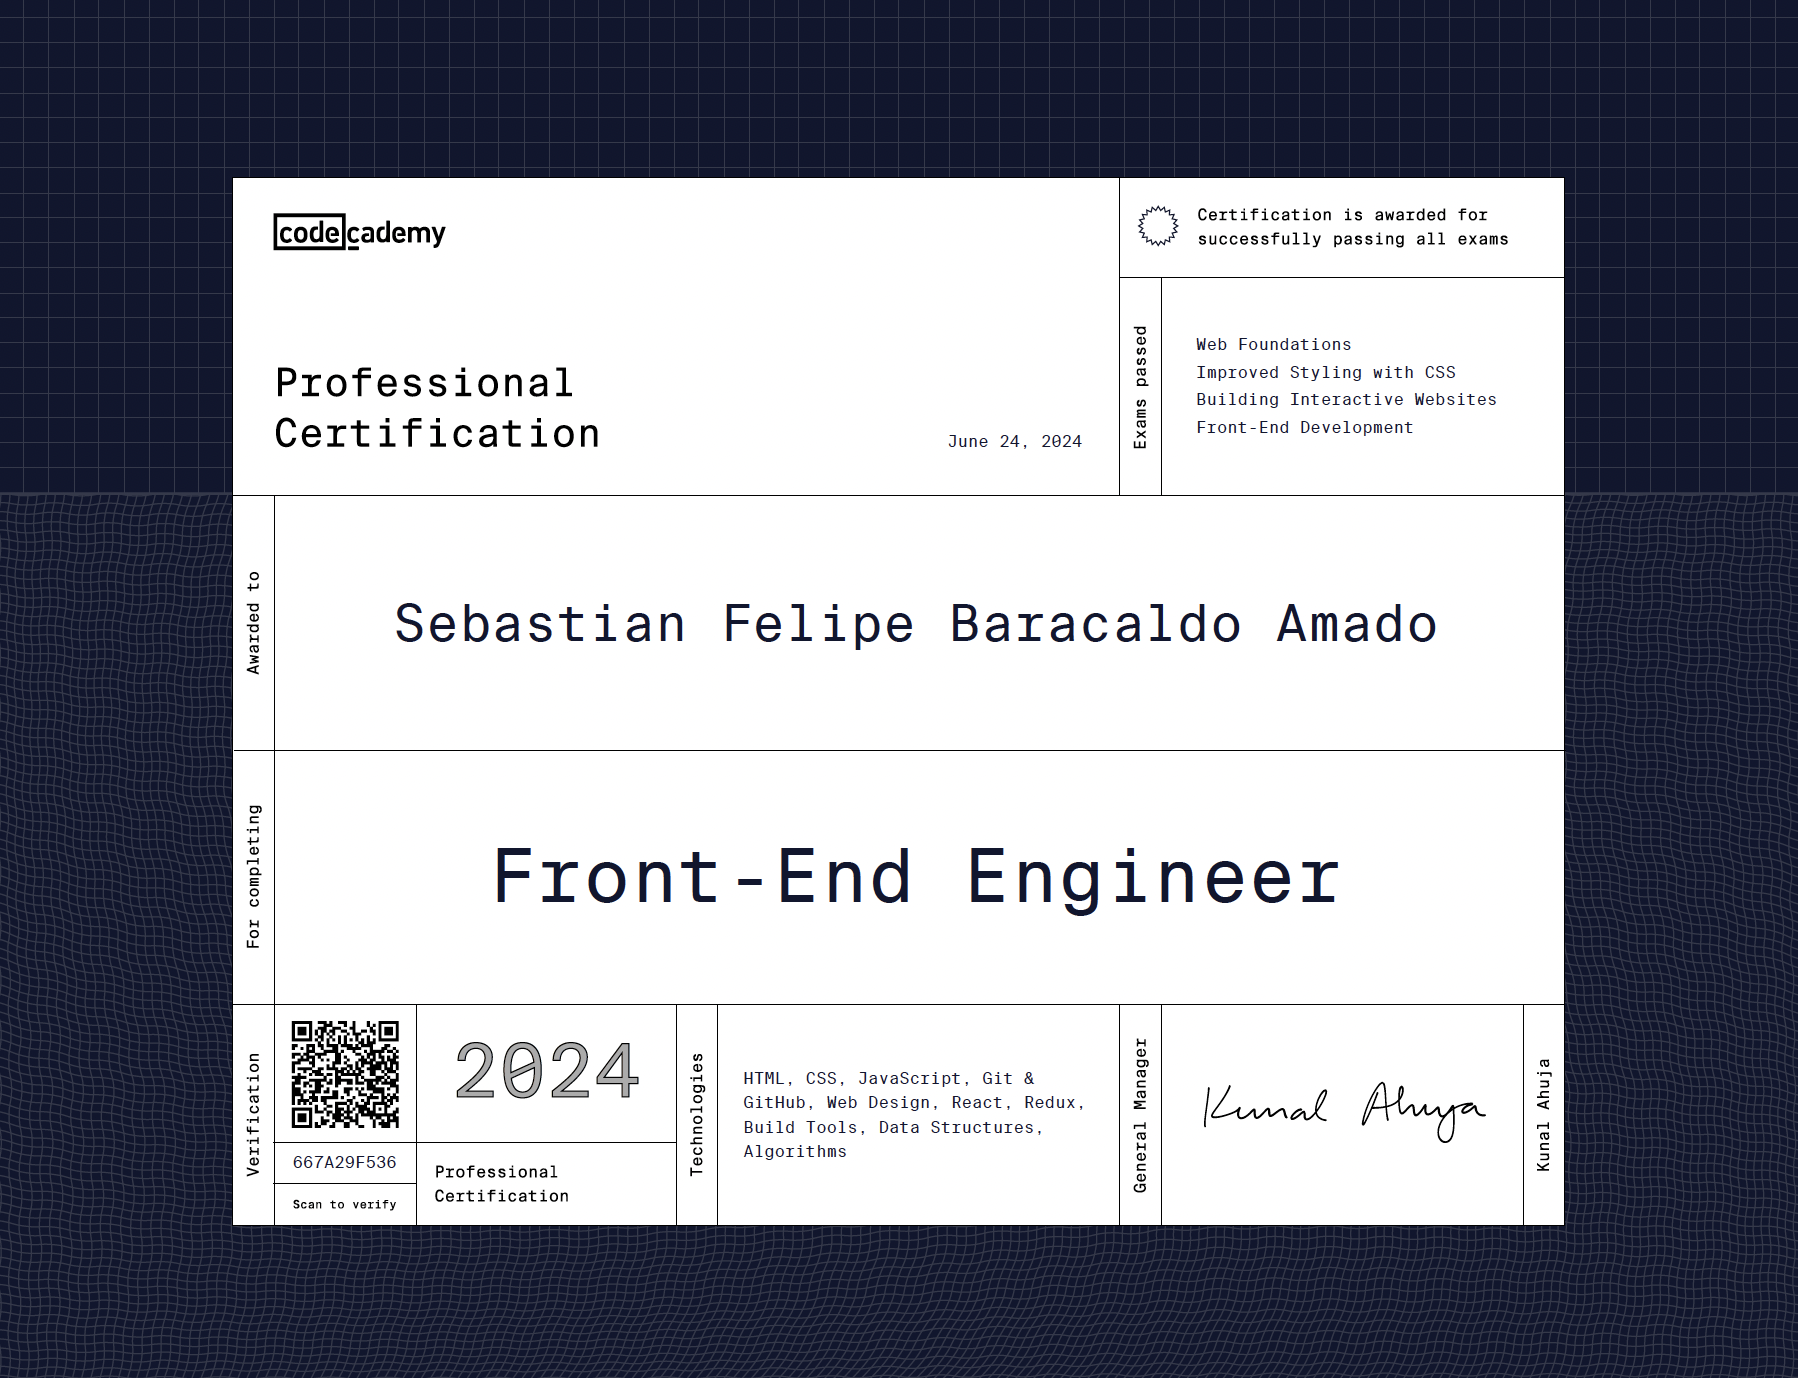 codecademy
Professional
Certification
June 24, 2024
Certification is awarded for
successfully passing all exams
Exams passed
Web Foundations
Improved Styling with CSS
Building Interactive Websites
Front-End Development
Awarded to
Sebastian Felipe Baracaldo Amado
For completing
Front-End Engineer
Verification
667A29F536
Scan to verify
2024
Professional
Certification
Technologies
HTML, CSS, JavaScript, Git &
GitHub, Web Design, React, Redux,
Build Tools, Data Structures,
Algorithms
General Manager
Kunal Ahuja
Kunal Ahuja